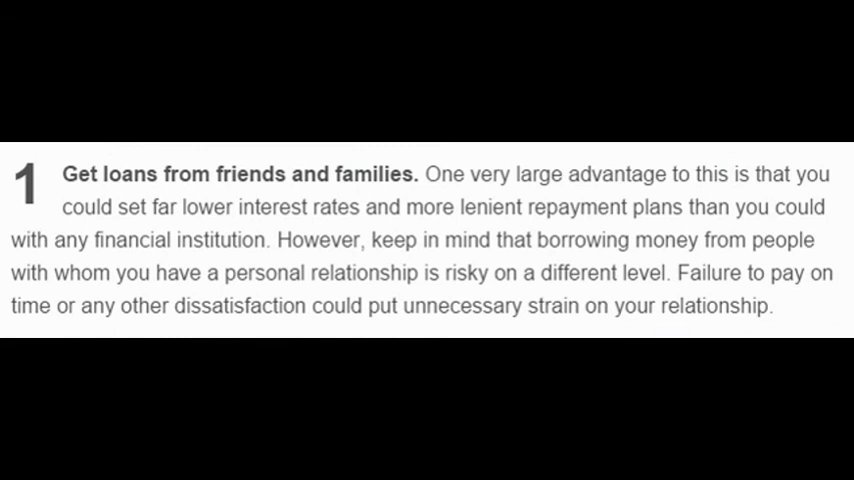 1 Get loans from friends and families. One very large advantage to this is that you
could set far lower interest rates and more lenient repayment plans than you could
with any financial institution. However, keep in mind that borrowing money from people
with whom you have a personal relationship is risky on a different level. Failure to pay on
time or any other dissatisfaction could put unnecessary strain on your relationship.